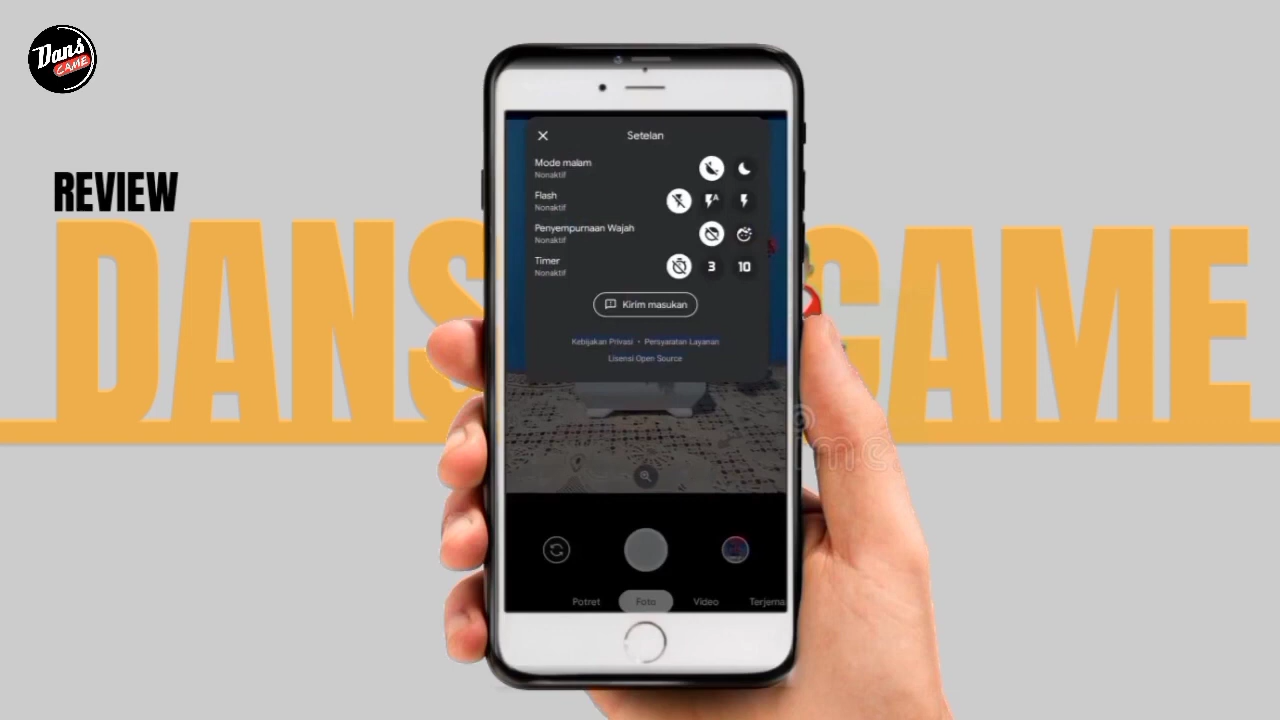 Dans
GAME
REVIEW
DANS GAME
Setelan
Mode malam
Nonaktif
Flash
Nonaktif
A
Penyempurnaan Wajah
Nonaktif
Timer
Nonaktif
3
10
Kirim masukan
Kebijakan Privasi • Persyaratan Layanan
Lisensi Open Source
Potret
Foto
Video
Terjema